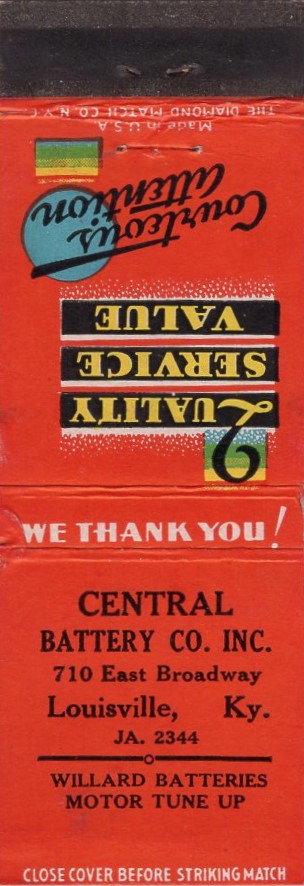 THE DIAMOND MATCH CO. N.Y.C.
Made in U.S.A.
Courteous
attention
QUALITY
SERVICE
VALUE
WE THANK YOU!
CENTRAL
BATTERY CO. INC.
710 East Broadway
Louisville, Ky.
JA. 2344
WILLARD BATTERIES
MOTOR TUNE UP
CLOSE COVER BEFORE STRIKING MATCH